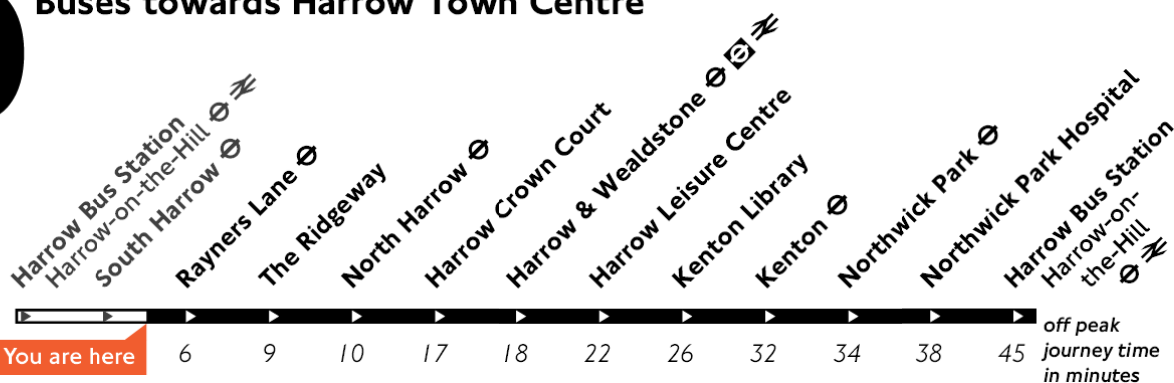 Buses towards Harrow Town Centre
Harrow Bus Station
Harrow-on-the-Hill
South Harrow
Rayners Lane
The Ridgeway
North Harrow
Harrow Crown Court
Harrow & Wealdstone
Harrow Leisure Centre
Kenton Library
Kenton
Northwick Park
Northwick Park Hospital
Harrow Bus Station
Harrow-on-
the-Hill
You are here
6 9 10 17 18 22 26 32 34 38 45
off peak
journey time
in minutes